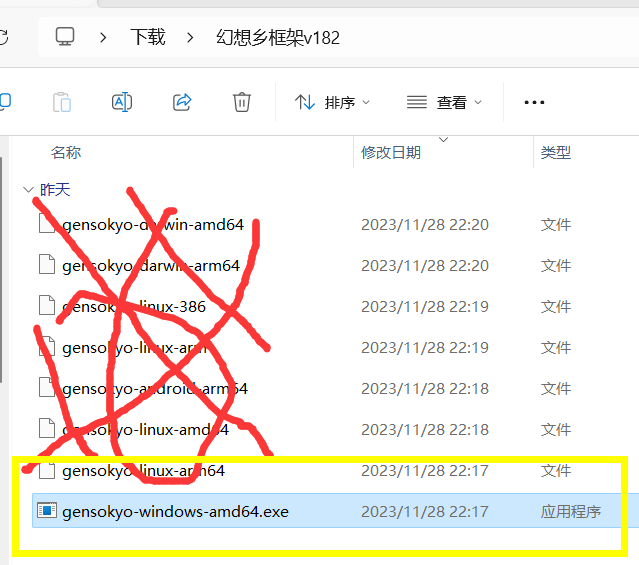 下载 幻想乡框架v182
排序 查看
名称 修改日期 类型
昨天
gensokyo-darwin-amd64 2023/11/28 22:20 文件
gensokyo-darwin-arm64 2023/11/28 22:20 文件
gensokyo-linux-386 2023/11/28 22:19 文件
gensokyo-linux-arm 2023/11/28 22:19 文件
gensokyo-android-arm64 2023/11/28 22:18 文件
gensokyo-linux-amd64 2023/11/28 22:18 文件
gensokyo-linux-arm64 2023/11/28 22:17 文件
gensokyo-windows-amd64.exe 2023/11/28 22:17 应用程序